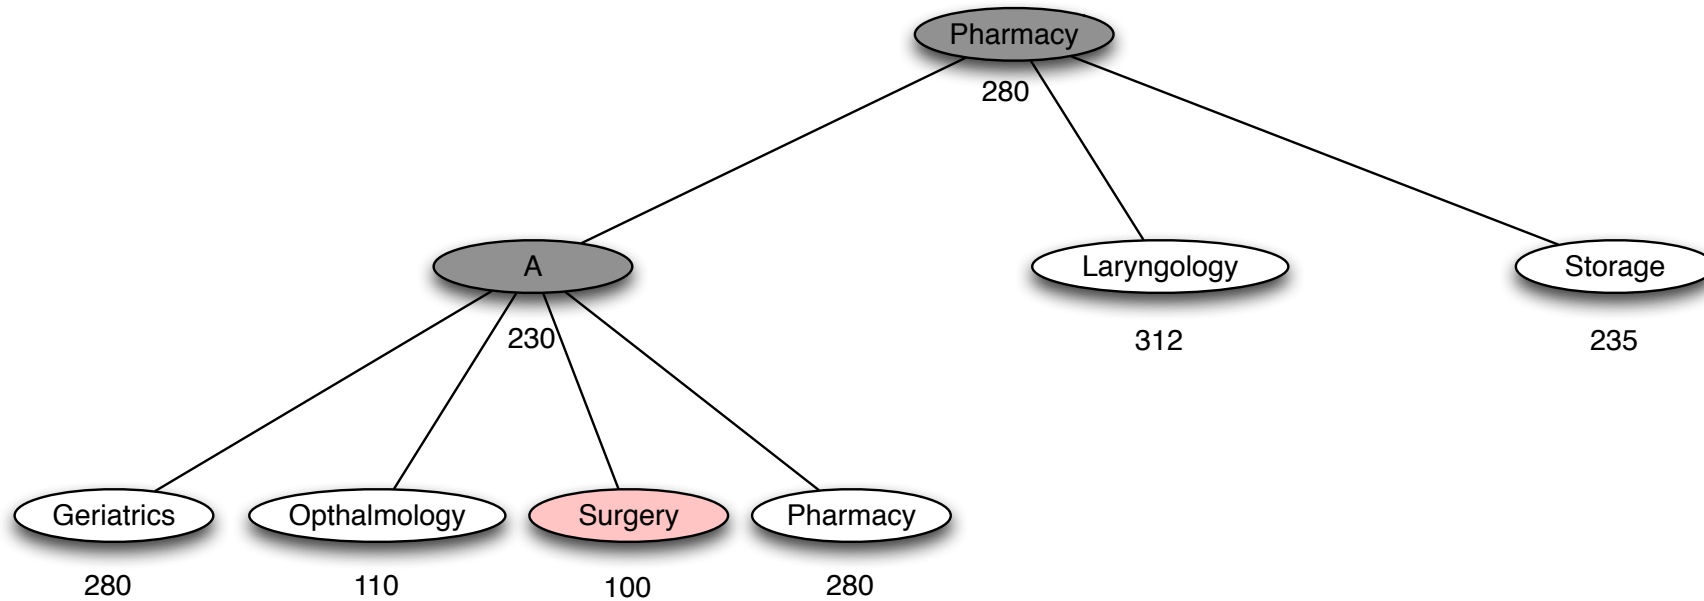 Pharmacy
280
A
Laryngology
Storage
230
312
235
Geriatrics
Opthalmology
Surgery
Pharmacy
280
110
100
280